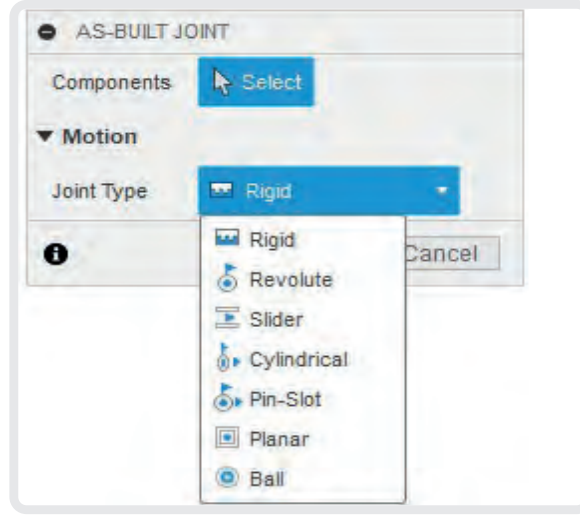 AS-BUILT JOINT
Components Select
Motion
Joint Type Rigid
Rigid
Cancel
Revolute
Slider
Cylindrical
Pin-Slot
Planar
Ball